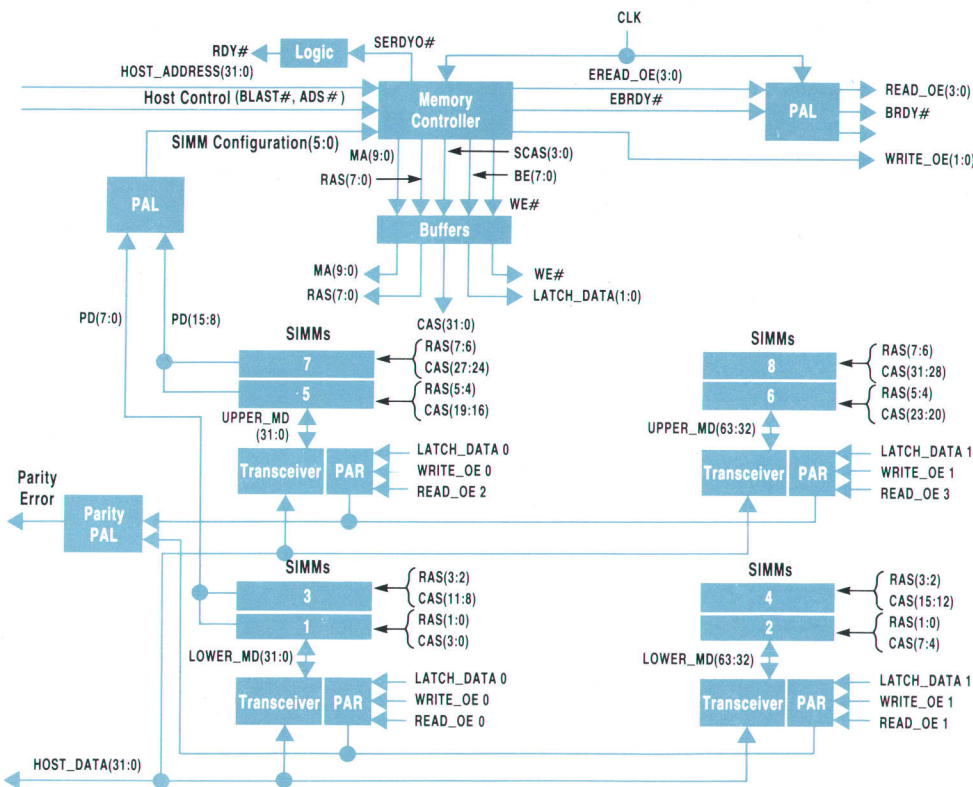 CLK
RDY#
Logic
SERDYO#
HOST_ADDRESS(31:0)
Host Control (BLAST#, ADS#)
SIMM Configuration(5:0)
Memory
Controller
EREAD_OE(3:0)
EBRDY#
PAL
READ_OE(3:0)
BRDY#
WRITE_OE(1:0)
MA(9:0)
RAS(7:0)
SCAS(3:0)
BE(7:0)
WE#
PAL
Buffers
MA(9:0)
RAS(7:0)
WE#
LATCH_DATA(1:0)
CAS(31:0)
PD(7:0)
PD(15:8)
SIMMs
7
5
RAS(7:6)
CAS(27:24)
RAS(5:4)
CAS(19:16)
UPPER_MD
(31:0)
Transceiver
PAR
LATCH_DATA 0
WRITE_OE 0
READ_OE 2
SIMMs
8
6
RAS(7:6)
CAS(31:28)
RAS(5:4)
CAS(23:20)
UPPER_MD(63:32)
Transceiver
PAR
LATCH_DATA 1
WRITE_OE 1
READ_OE 3
Parity
Error
Parity
PAL
SIMMs
3
1
RAS(3:2)
CAS(11:8)
RAS(1:0)
CAS(3:0)
LOWER_MD(31:0)
Transceiver
PAR
LATCH_DATA 0
WRITE_OE 0
READ_OE 0
SIMMs
4
2
RAS(3:2)
CAS(15:12)
RAS(1:0)
CAS(7:4)
LOWER_MD(63:32)
Transceiver
PAR
LATCH_DATA 1
WRITE_OE 1
READ_OE 1
HOST_DATA(31:0)